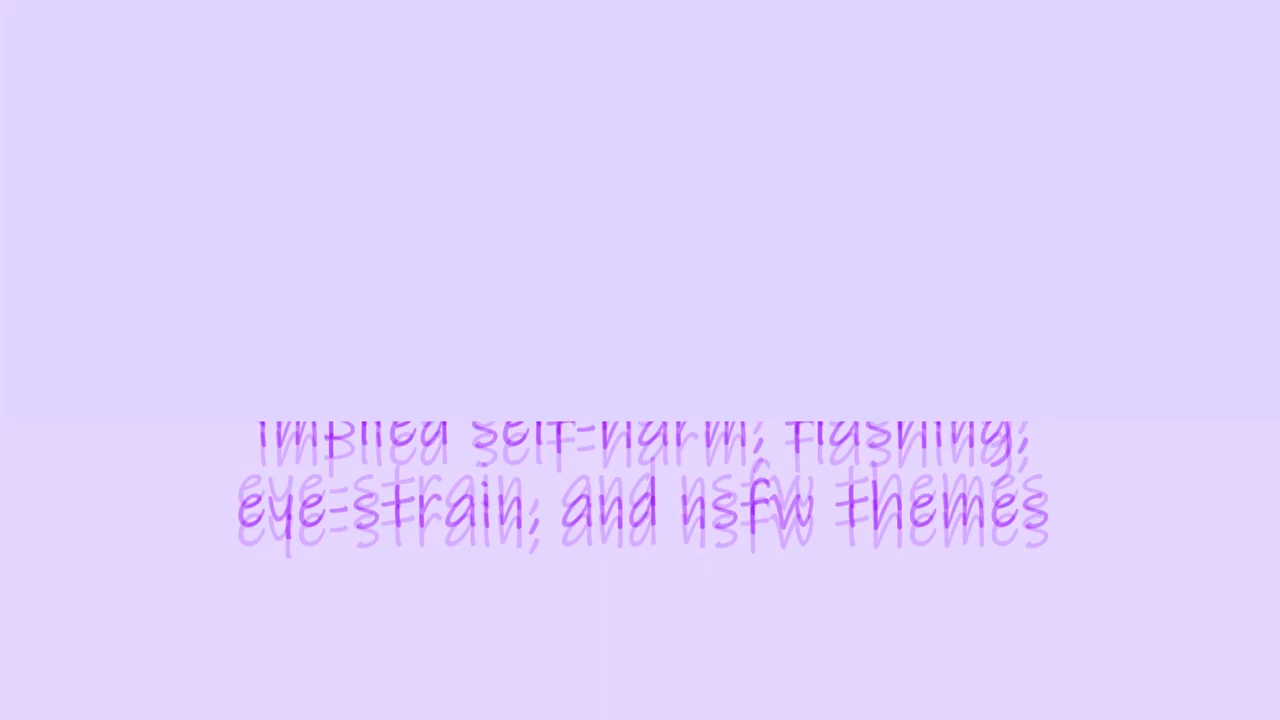 implied self-harm, flashing,
eye-strain, and nsfw themes